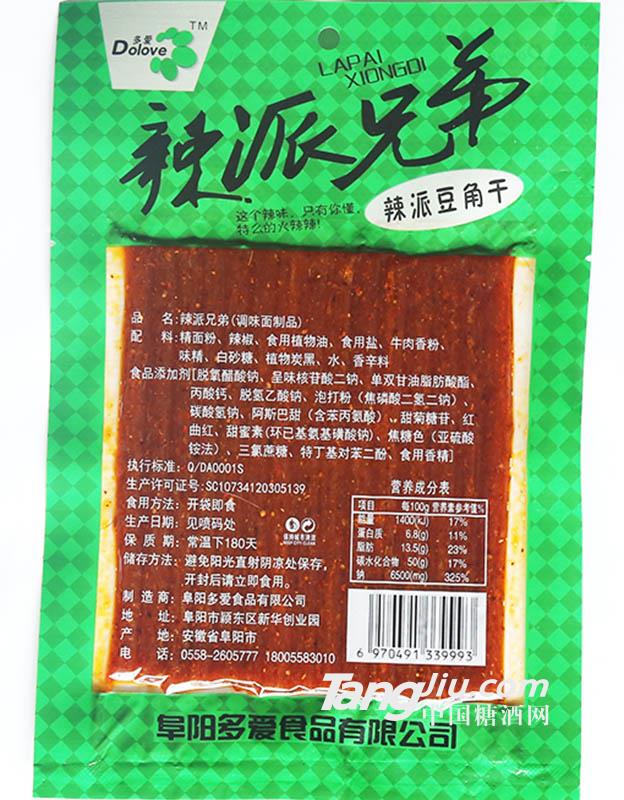 多爱
Dolove
TM
LAPAI
XIONGDI
辣派兄弟
这个辣味，只有你懂，
特么的火辣辣！
辣派豆角干
品 名：辣派兄弟(调味面制品)
配 料：精面粉、辣椒、食用植物油、食用盐、牛肉香粉、
味精、白砂糖、植物炭黑、水、香辛料
食品添加剂[脱氧醋酸钠、呈味核苷酸二钠、单双甘油脂肪酸酯、
丙酸钙、脱氢乙酸钠、泡打粉（焦磷酸二氢二钠）、
碳酸氢钠、阿斯巴甜（含苯丙氨酸）、甜菊糖苷、红
曲红、甜蜜素(环己基氨基磺酸钠)、焦糖色（亚硫酸
铵法）、三氯蔗糖、特丁基对苯二酚、食用香精]
执行标准：Q/DA0001S
生产许可证号：SC10734120305139
食用方法：开袋即食
生产日期：见喷码处
保 质 期：常温下180天
储存方法：避免阳光直射阴凉处保存，
开封后请立即食用。
保持城市清洁
KEEP CITY CLEAN
营养成分表
项目 每100g 营养素参考值%
能量 1400(kJ) 17%
蛋白质 6.8(g) 11%
脂肪 13.5(g) 23%
碳水化合物 50(g) 17%
钠 6500(mg) 325%
制 造 商：阜阳多爱食品有限公司
地 址：阜阳市颍东区新华创业园
产 地：安徽省阜阳市
电 话：0558-2605777 18005583010
6 970491 339993
TangJiu.com
中国糖酒网
阜阳多爱食品有限公司